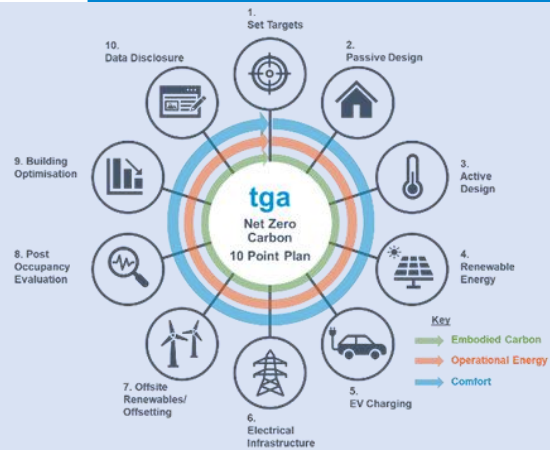 1.
Set Targets
2.
Passive Design
3.
Active
Design
4.
Renewable
Energy
5.
EV Charging
6.
Electrical
Infrastructure
7. Offsite
Renewables/
Offsetting
8. Post
Occupancy
Evaluation
9. Building
Optimisation
10.
Data Disclosure
tga
Net Zero
Carbon
10 Point Plan
Key
Embodied Carbon
Operational Energy
Comfort